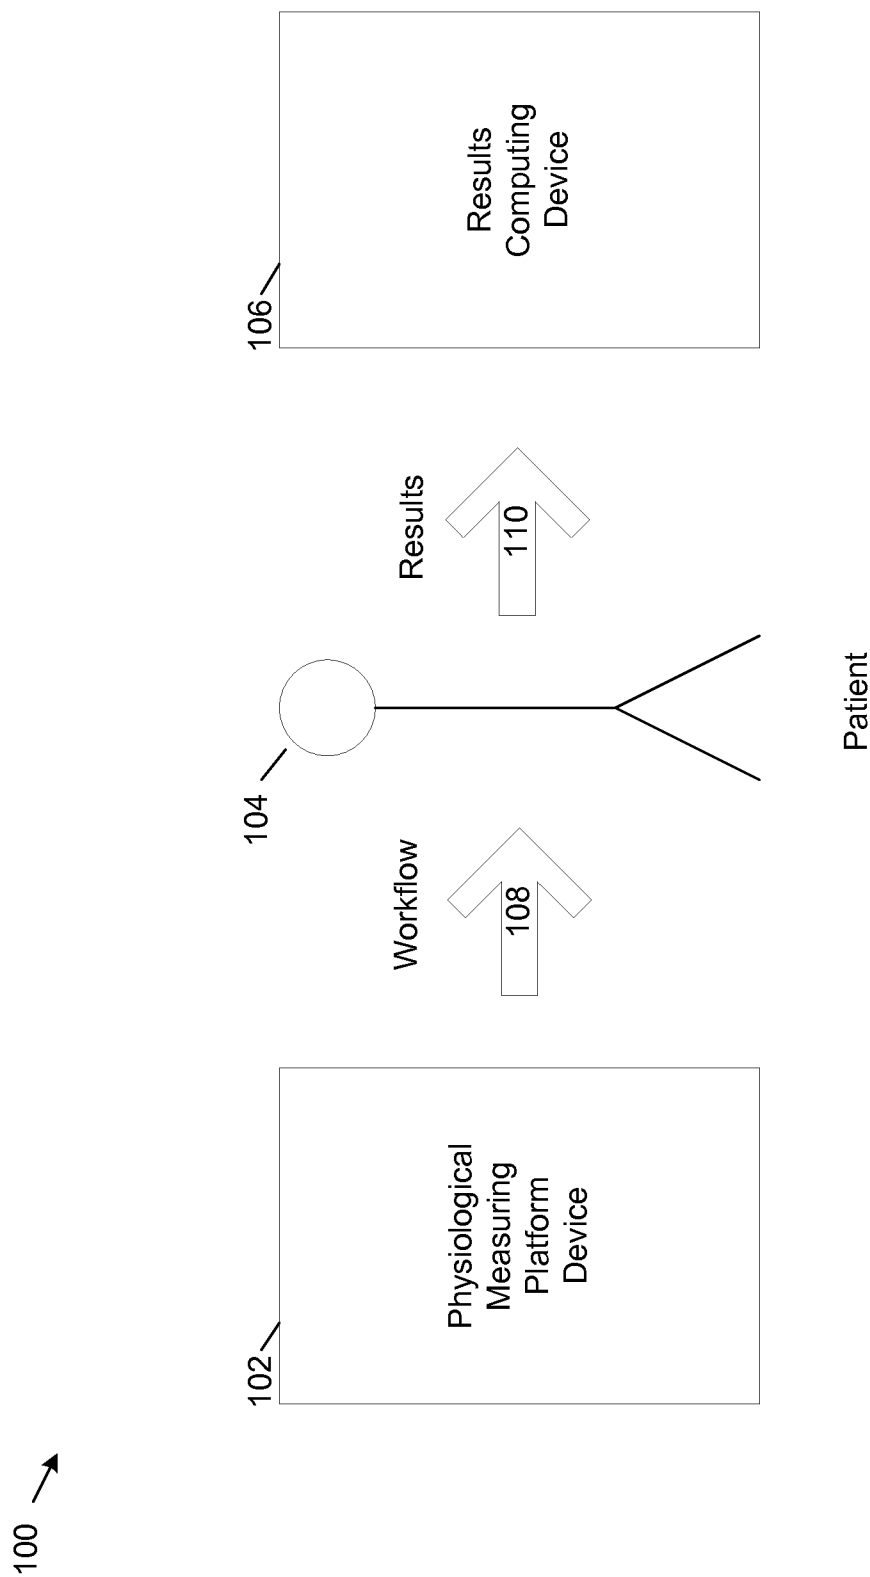 100
102
Physiological
Measuring
Platform
Device
Workflow
108
104
Patient
Results
110
106
Results
Computing
Device